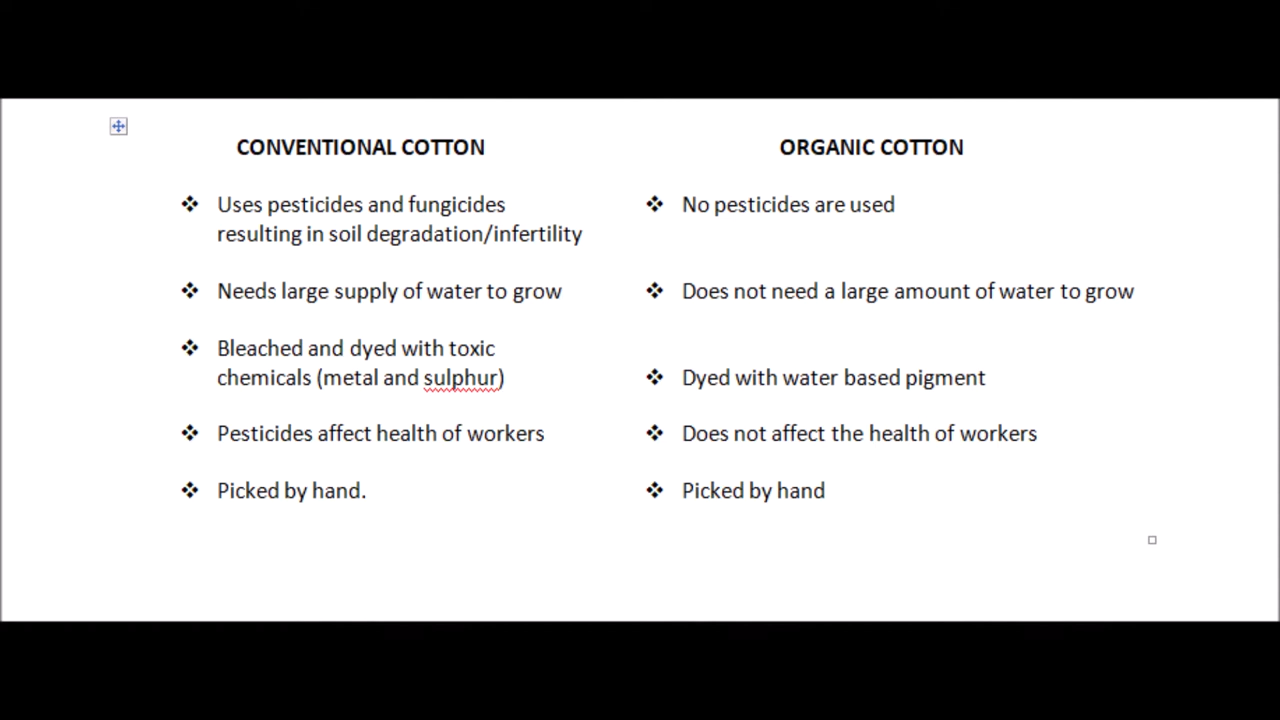 CONVENTIONAL COTTON
❖ Uses pesticides and fungicides
resulting in soil degradation/infertility
❖ Needs large supply of water to grow
❖ Bleached and dyed with toxic
chemicals (metal and sulphur)
❖ Pesticides affect health of workers
❖ Picked by hand.
ORGANIC COTTON
❖ No pesticides are used
❖ Does not need a large amount of water to grow
❖ Dyed with water based pigment
❖ Does not affect the health of workers
❖ Picked by hand